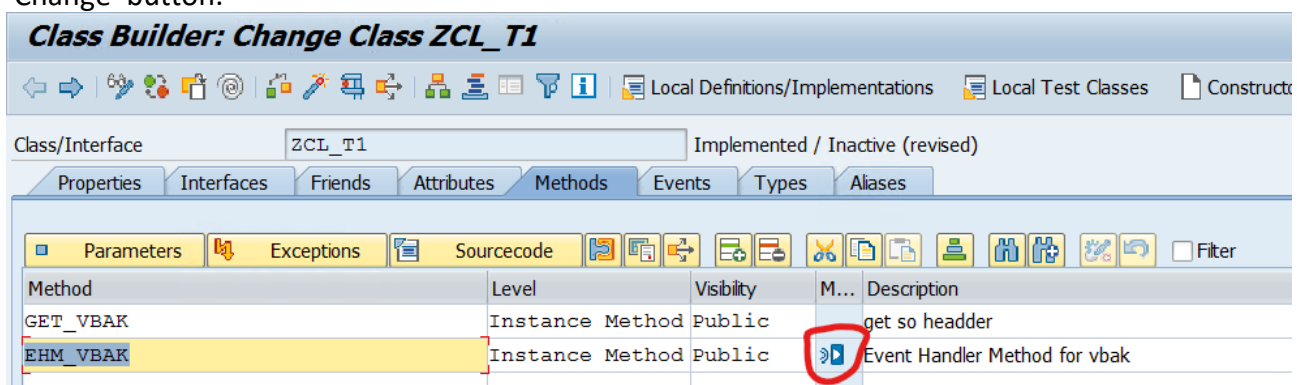 Change button.
Class Builder: Change Class ZCL_T1
Local Definitions/Implementations Local Test Classes Constructo
Class/Interface ZCL_T1 Implemented / Inactive (revised)
Properties Interfaces Friends Attributes Methods Events Types Aliases
Parameters Exceptions Sourcecode Filter
Method Level Visibility M... Description
GET_VBAK Instance Method Public get so headder
EHM_VBAK Instance Method Public Event Handler Method for vbak